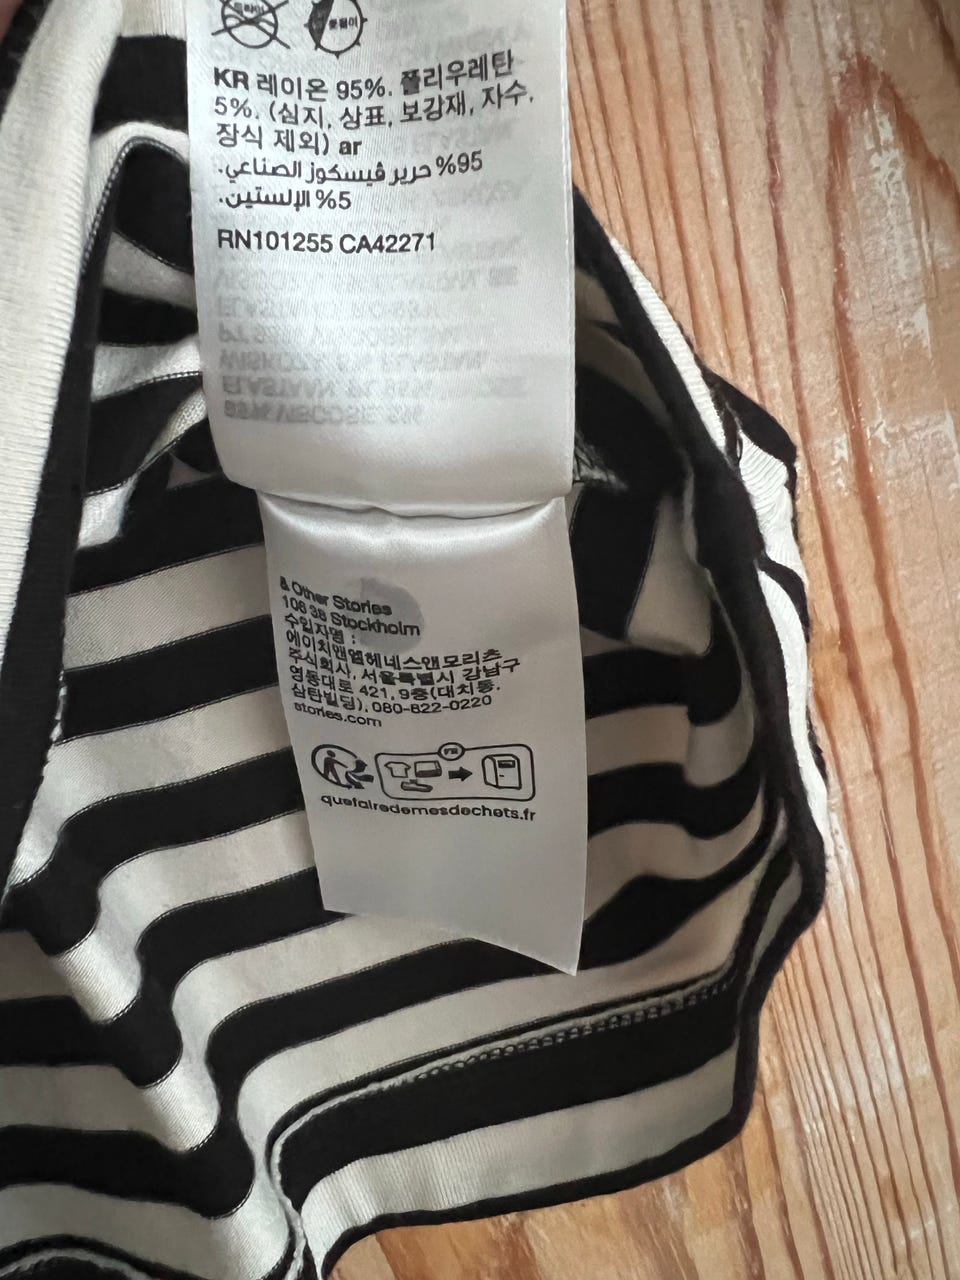 KR 레이온 95%. 폴리우레탄
5%. (심지, 상표, 보강재, 자수,
장식 제외) ar
95% حرير ڤيسكوز الصناعي.
5% الإلستين.
RN101255 CA42271
& Other Stories
106 38 Stockholm
수입자명 :
에이치앤엠헤네스앤모리츠
주식회사, 서울특별시 강남구
영동대로 421, 9층(대치동.
삼탄빌딩), 080-822-0220
stories.com
FR
quefairedemesdechets.fr